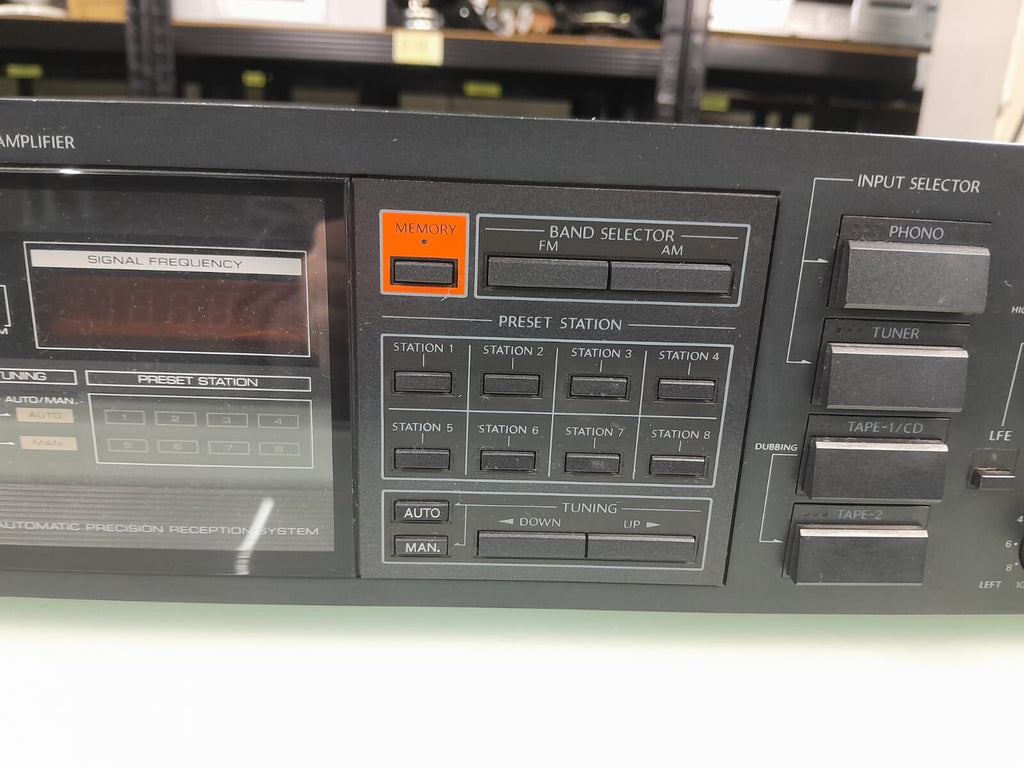 AMPLIFIER
SIGNAL FREQUENCY
TUNING
AUTO/MAN.
AUTO
MAN.
PRESET STATION
1 2 3 4
5 6 7 8
AUTOMATIC PRECISION RECEPTION SYSTEM
MEMORY
BAND SELECTOR
FM AM
PRESET STATION
STATION 1 STATION 2 STATION 3 STATION 4
STATION 5 STATION 6 STATION 7 STATION 8
AUTO
MAN.
TUNING
◄ DOWN UP ►
INPUT SELECTOR
PHONO
TUNER
TAPE-1/CD
DUBBING
TAPE-2
LFE
4
6
8
LEFT